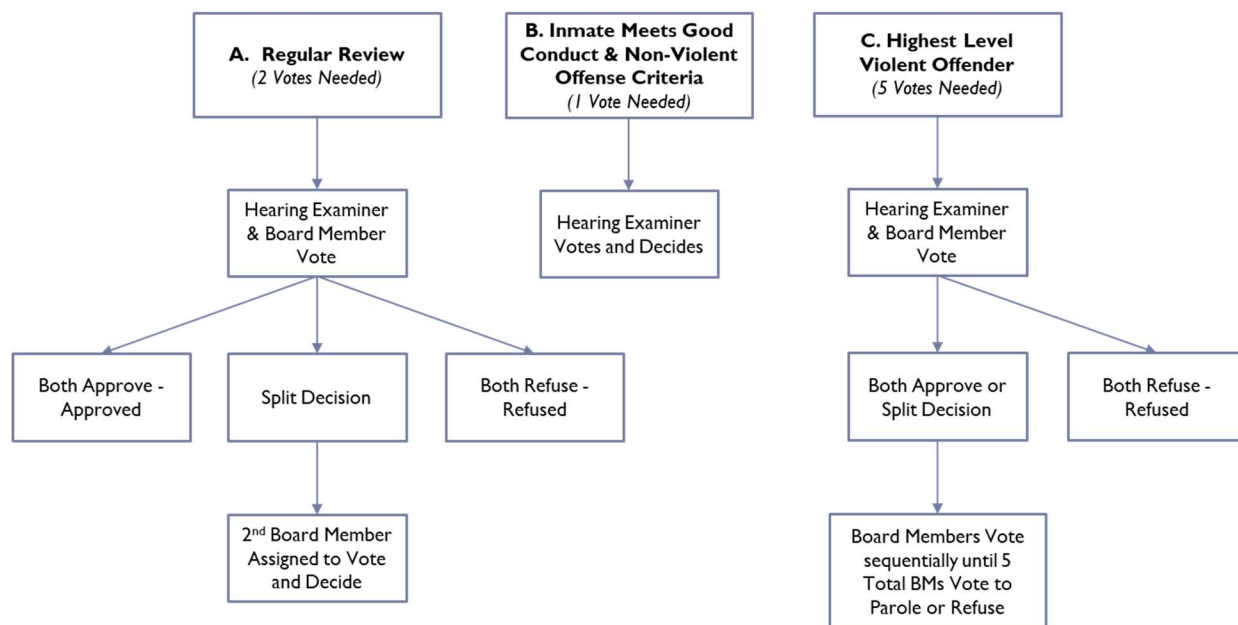 A. Regular Review
(2 Votes Needed)
B. Inmate Meets Good
Conduct & Non-Violent
Offense Criteria
(1 Vote Needed)
C. Highest Level
Violent Offender
(5 Votes Needed)
Hearing Examiner
& Board Member
Vote
Hearing Examiner
Votes and Decides
Hearing Examiner
& Board Member
Vote
Both Approve -
Approved
Split Decision
Both Refuse -
Refused
Both Approve or
Split Decision
Both Refuse -
Refused
2nd Board Member
Assigned to Vote
and Decide
Board Members Vote
sequentially until 5
Total BMs Vote to
Parole or Refuse